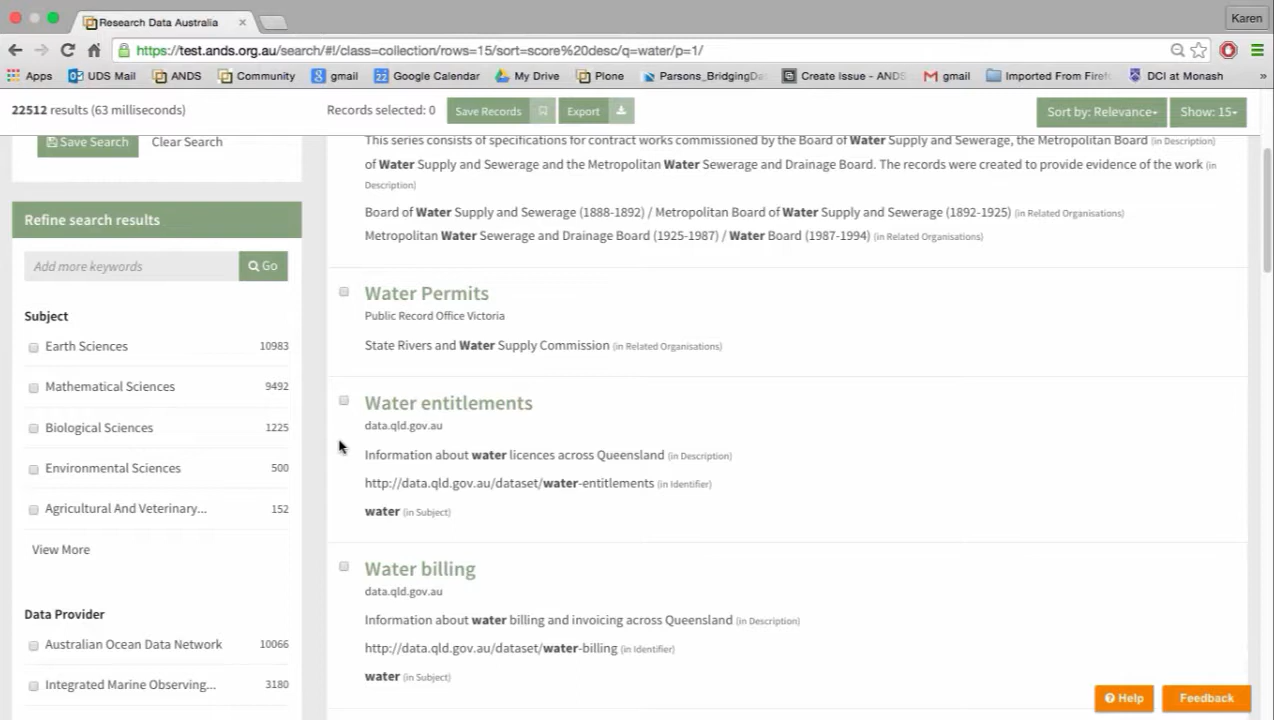 Research Data Australia
Karen
https://test.ands.org.au/search/#!/class=collection/rows=15/sort=score%20desc/q=water/p=1/
Apps UDS Mail ANDS Community gmail Google Calendar My Drive Plone Parsons_BridgingDa Create Issue - ANDS gmail Imported From Firef DCI at Monash »
22512 results (63 milliseconds) Records selected: 0 Save Records Export Sort by: Relevance Show: 15
Save Search Clear Search
Refine search results
Add more keywords Go
Subject
Earth Sciences 10983
Mathematical Sciences 9492
Biological Sciences 1225
Environmental Sciences 500
Agricultural And Veterinary... 152
View More
Data Provider
Australian Ocean Data Network 10066
Integrated Marine Observing... 3180
This series consists of specifications for contract works commissioned by the Board of Water Supply and Sewerage, the Metropolitan Board (in Description)
of Water Supply and Sewerage and the Metropolitan Water Sewerage and Drainage Board. The records were created to provide evidence of the work (in
Description)
Board of Water Supply and Sewerage (1888-1892) / Metropolitan Board of Water Supply and Sewerage (1892-1925) (in Related Organisations)
Metropolitan Water Sewerage and Drainage Board (1925-1987) / Water Board (1987-1994) (in Related Organisations)
Water Permits
Public Record Office Victoria
State Rivers and Water Supply Commission (in Related Organisations)
Water entitlements
data.qld.gov.au
Information about water licences across Queensland (in Description)
http://data.qld.gov.au/dataset/water-entitlements (in Identifier)
water (in Subject)
Water billing
data.qld.gov.au
Information about water billing and invoicing across Queensland (in Description)
http://data.qld.gov.au/dataset/water-billing (in Identifier)
water (in Subject)
Help Feedback